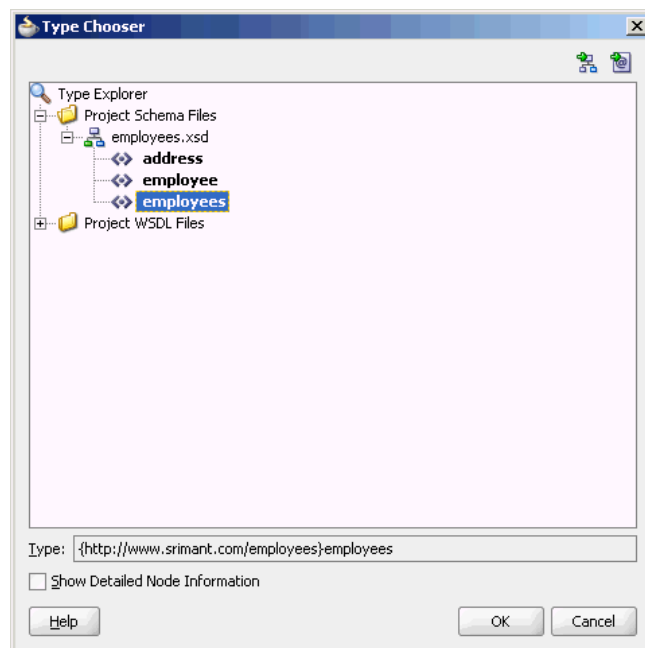 Type Chooser
Type Explorer
Project Schema Files
employees.xsd
address
employee
employees
Project WSDL Files
Type: {http://www.srimant.com/employees}employees
Show Detailed Node Information
Help OK Cancel